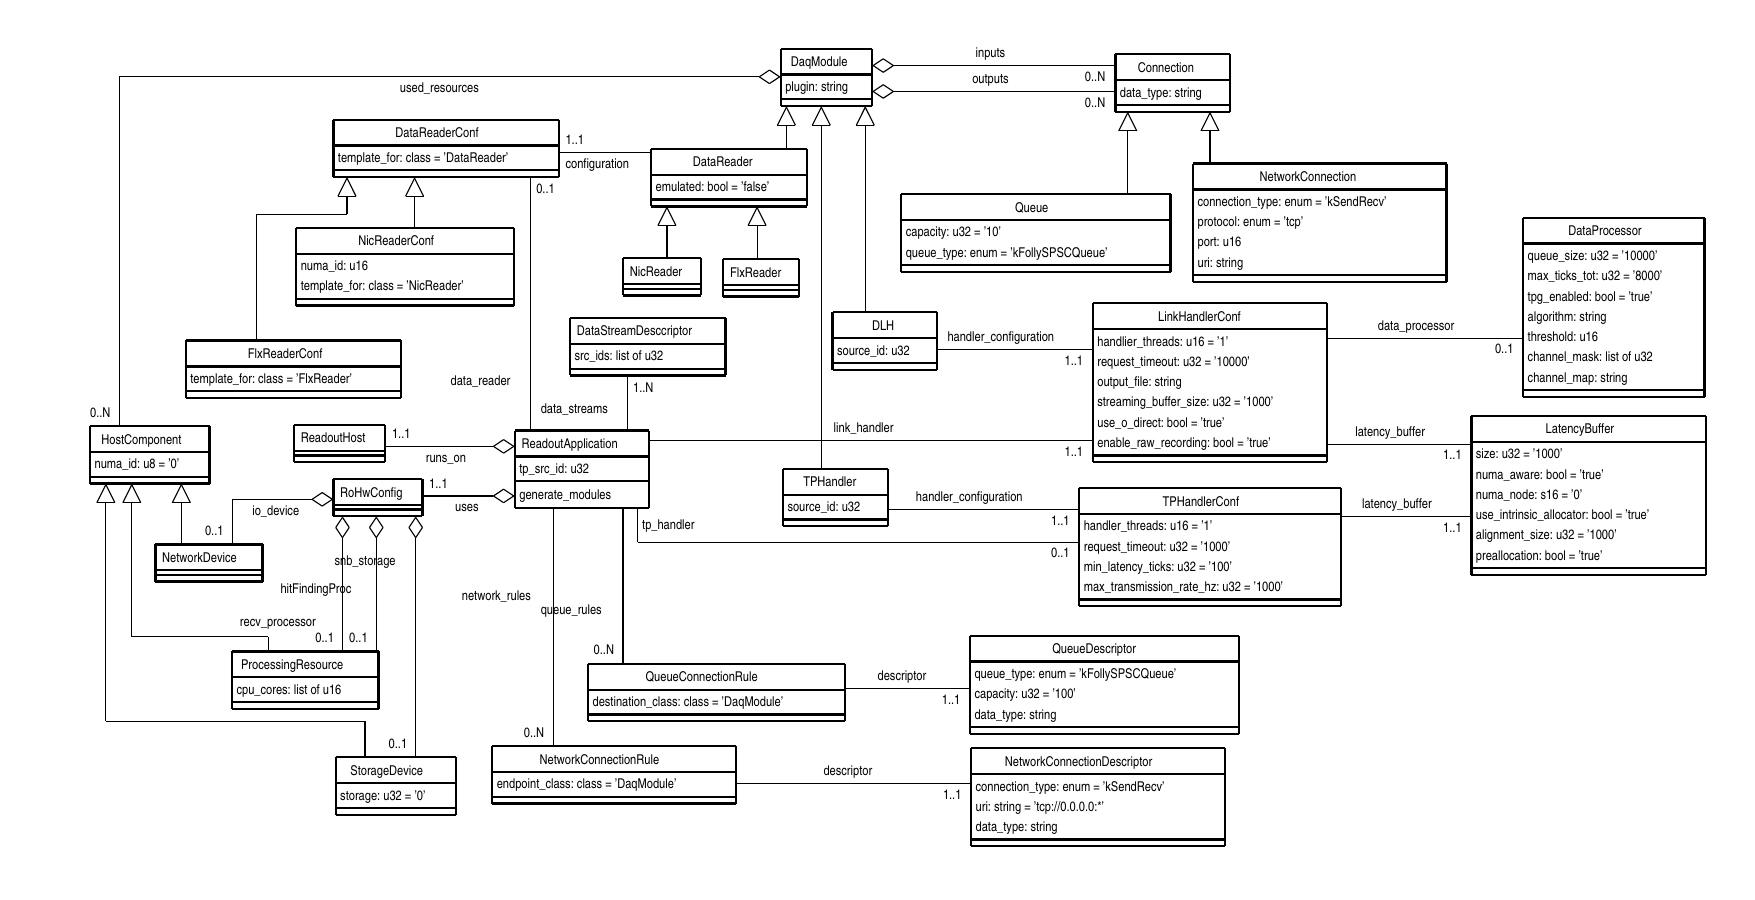 DaqModule
plugin: string
inputs
0..N
outputs
0..N
Connection
data_type: string
used_resources
DataReaderConf
template_for: class = 'DataReader'
1..1
configuration
0..1
DataReader
emulated: bool = 'false'
NetworkConnection
connection_type: enum = 'kSendRecv'
protocol: enum = 'tcp'
port: u16
uri: string
Queue
capacity: u32 = '10'
queue_type: enum = 'kFollySPSCQueue'
NicReaderConf
numa_id: u16
template_for: class = 'NicReader'
NicReader
FlxReader
DataProcessor
queue_size: u32 = '10000'
max_ticks_tot: u32 = '8000'
tpg_enabled: bool = 'true'
algorithm: string
threshold: u16
channel_mask: list of u32
channel_map: string
FlxReaderConf
template_for: class = 'FlxReader'
DataStreamDesccriptor
src_ids: list of u32
1..N
data_streams
data_reader
DLH
source_id: u32
handler_configuration
1..1
LinkHandlerConf
handlier_threads: u16 = '1'
request_timeout: u32 = '10000'
output_file: string
streaming_buffer_size: u32 = '1000'
use_o_direct: bool = 'true'
enable_raw_recording: bool = 'true'
data_processor
0..1
0..N
HostComponent
numa_id: u8 = '0'
ReadoutHost
1..1
runs_on
ReadoutApplication
tp_src_id: u32
generate_modules
link_handler
1..1
latency_buffer
1..1
LatencyBuffer
size: u32 = '1000'
numa_aware: bool = 'true'
numa_node: s16 = '0'
use_intrinsic_allocator: bool = 'true'
alignment_size: u32 = '1000'
preallocation: bool = 'true'
RoHwConfig
1..1
uses
io_device
0..1
NetworkDevice
TPHandler
source_id: u32
handler_configuration
1..1
tp_handler
0..1
TPHandlerConf
handler_threads: u16 = '1'
request_timeout: u32 = '1000'
min_latency_ticks: u32 = '100'
max_transmission_rate_hz: u32 = '1000'
latency_buffer
1..1
snb_storage
hitFindingProc
recv_processor
0..1
0..1
ProcessingResource
cpu_cores: list of u16
network_rules
queue_rules
0..N
QueueConnectionRule
destination_class: class = 'DaqModule'
descriptor
1..1
QueueDescriptor
queue_type: enum = 'kFollySPSCQueue'
capacity: u32 = '100'
data_type: string
0..1
StorageDevice
storage: u32 = '0'
0..N
NetworkConnectionRule
endpoint_class: class = 'DaqModule'
descriptor
1..1
NetworkConnectionDescriptor
connection_type: enum = 'kSendRecv'
uri: string = 'tcp://0.0.0.0:*'
data_type: string